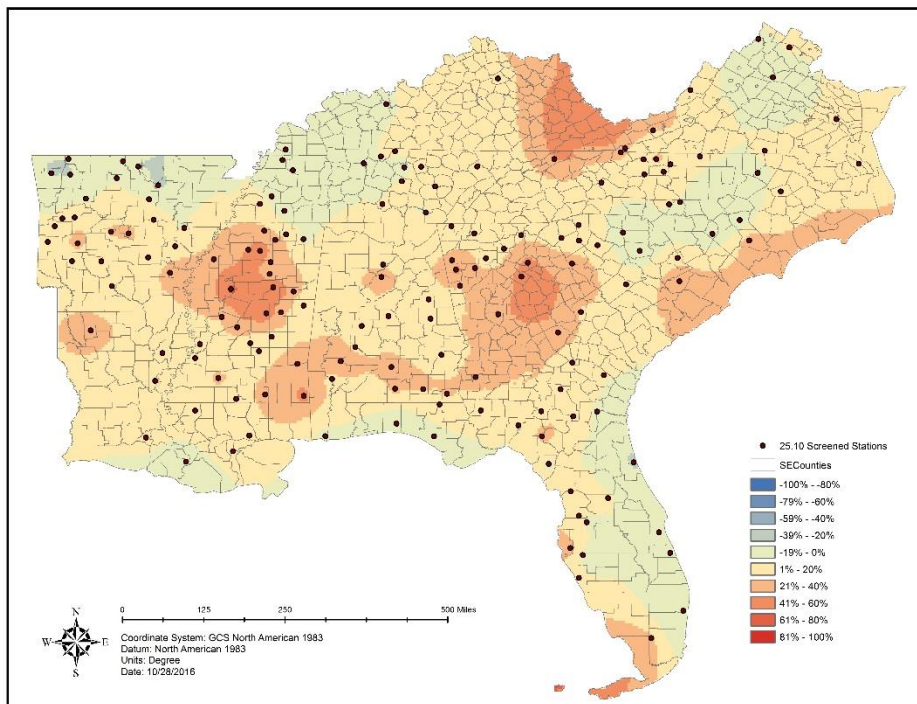 25.10 Screened Stations
SECounties
-100% - -80%
-79% - -60%
-59% - -40%
-39% - -20%
-19% - 0%
1% - 20%
21% - 40%
41% - 60%
61% - 80%
81% - 100%
N
W E
S
0 125 250 500 Miles
Coordinate System: GCS North American 1983
Datum: North American 1983
Units: Degree
Date: 10/28/2016